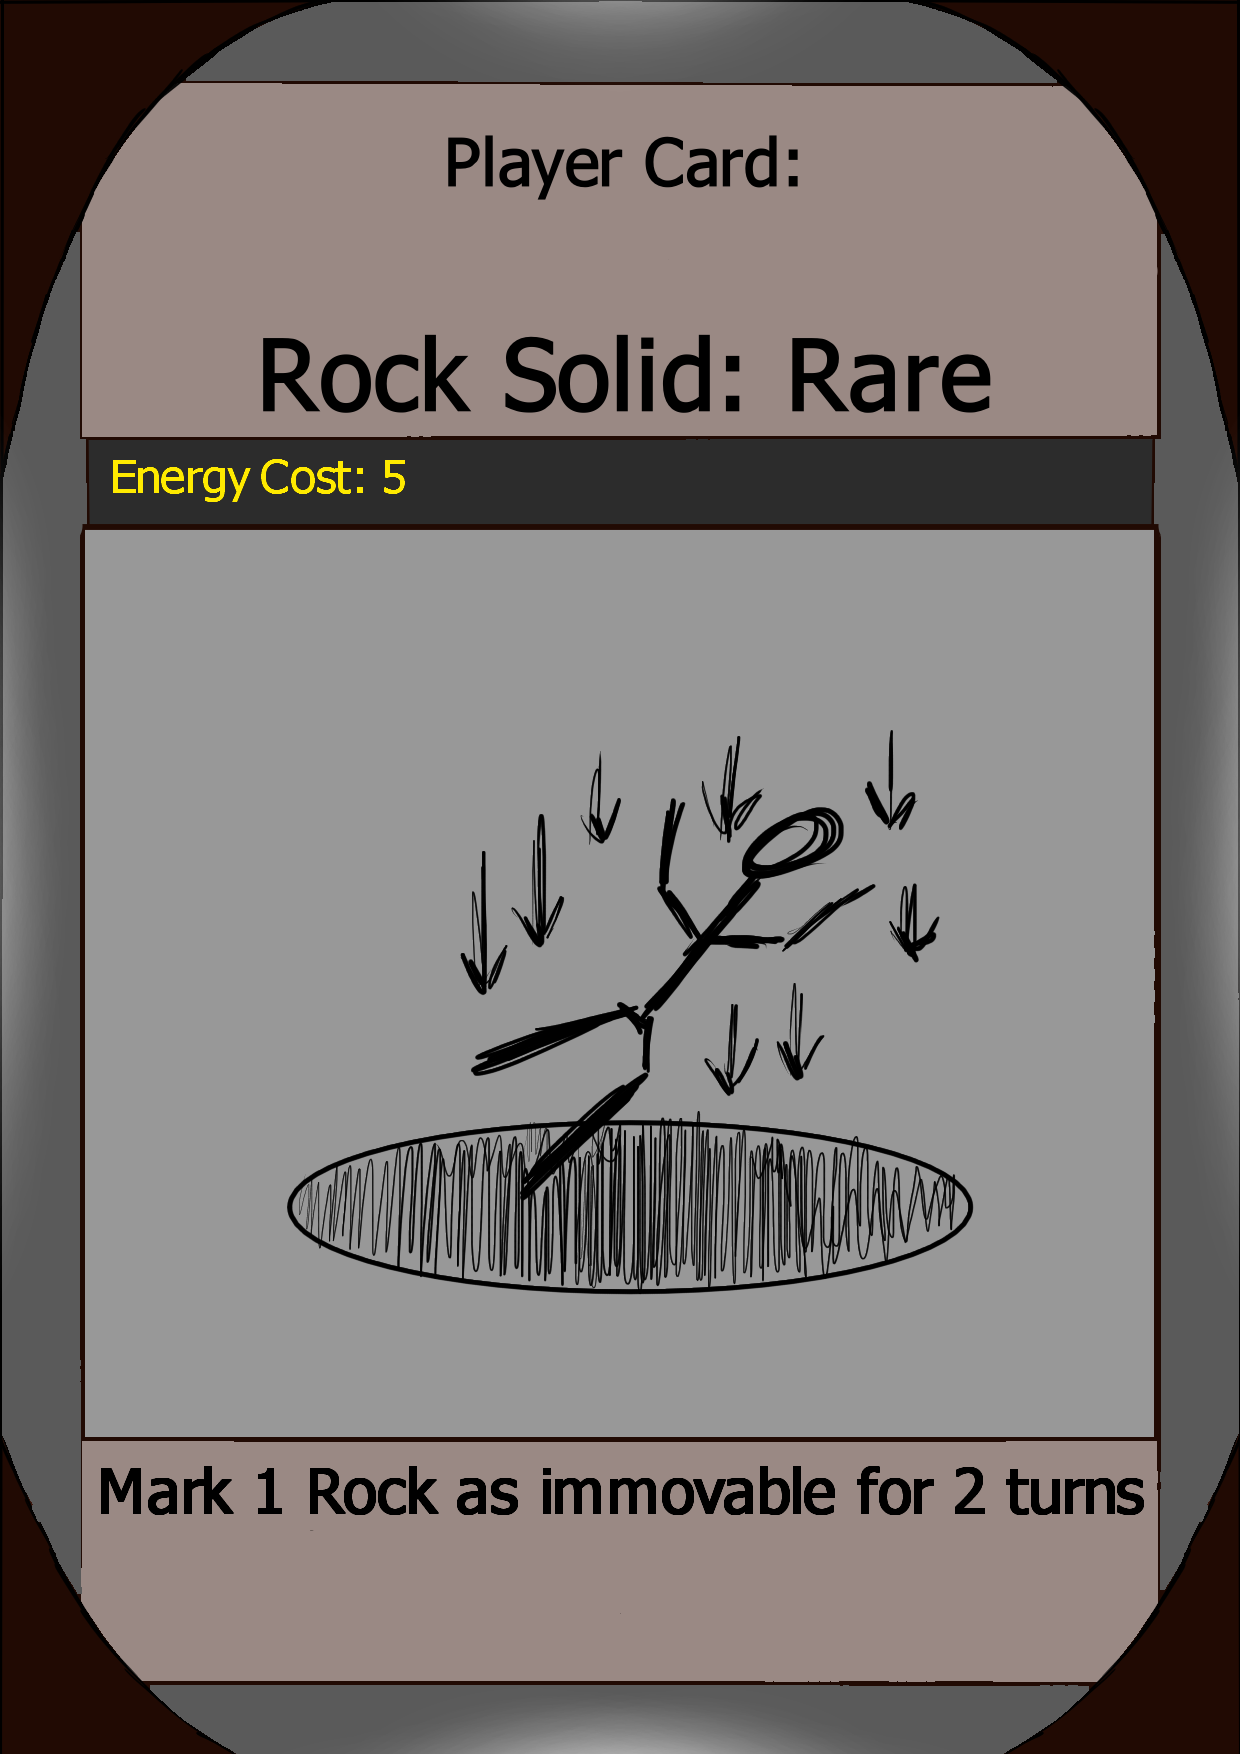 Player Card:
Rock Solid: Rare
Energy Cost: 5
Mark 1 Rock as immovable for 2 turns